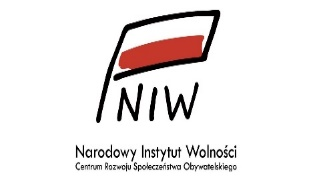 NIW
Narodowy Instytut Wolności
Centrum Rozwoju Społeczeństwa Obywatelskiego